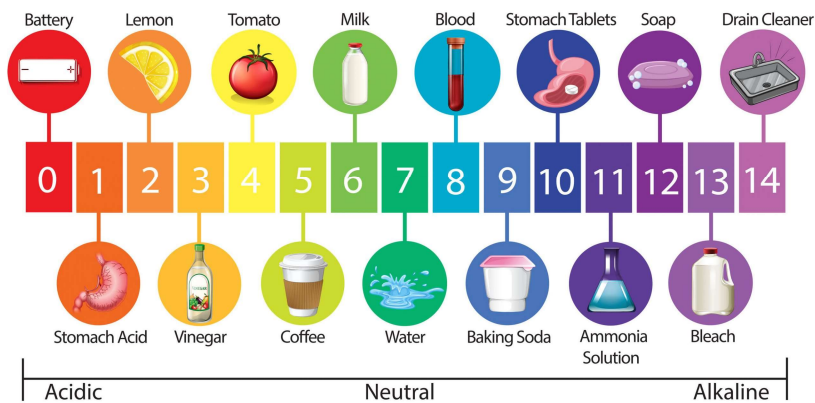 Battery
Lemon
Tomato
Milk
Blood
Stomach Tablets
Soap
Drain Cleaner
0 1 2 3 4 5 6 7 8 9 10 11 12 13 14
Stomach Acid
Vinegar
Coffee
Water
Baking Soda
Ammonia
Solution
Bleach
Acidic
Neutral
Alkaline